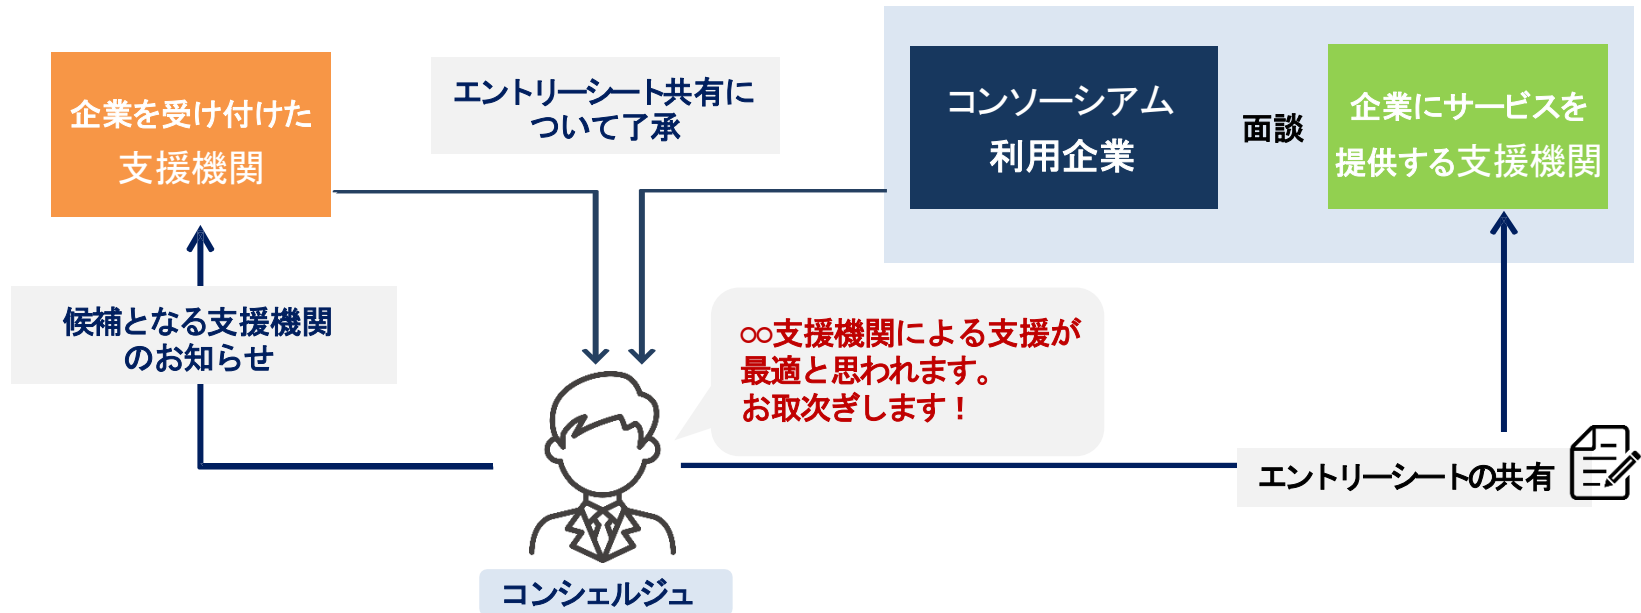 企業を受け付けた
支援機関
エントリーシート共有に
ついて了承
コンソーシアム
利用企業
面談
企業にサービスを
提供する支援機関
候補となる支援機関
のお知らせ
○○支援機関による支援が
最適と思われます。
お取次ぎします！
エントリーシートの共有
コンシェルジュ